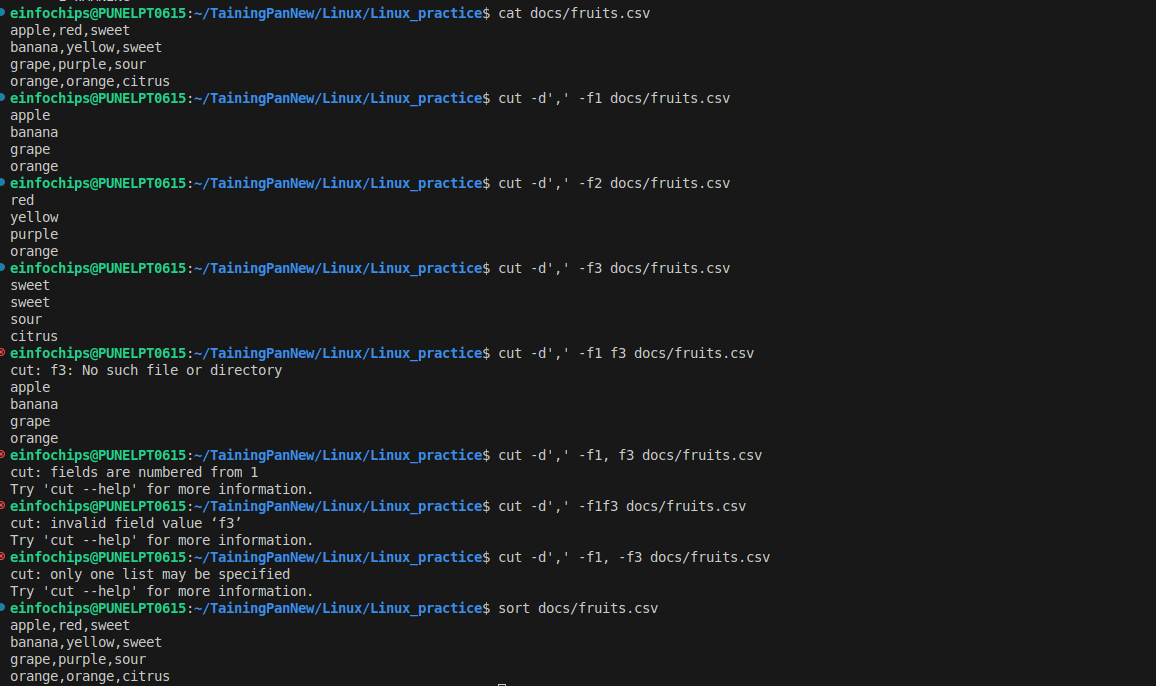 einfochips@PUNELPT0615:~/TainingPanNew/Linux/Linux_practice$ cat docs/fruits.csv
apple,red,sweet
banana,yellow,sweet
grape,purple,sour
orange,orange,citrus
einfochips@PUNELPT0615:~/TainingPanNew/Linux/Linux_practice$ cut -d',' -f1 docs/fruits.csv
apple
banana
grape
orange
einfochips@PUNELPT0615:~/TainingPanNew/Linux/Linux_practice$ cut -d',' -f2 docs/fruits.csv
red
yellow
purple
orange
einfochips@PUNELPT0615:~/TainingPanNew/Linux/Linux_practice$ cut -d',' -f3 docs/fruits.csv
sweet
sweet
sour
citrus
einfochips@PUNELPT0615:~/TainingPanNew/Linux/Linux_practice$ cut -d',' -f1 f3 docs/fruits.csv
cut: f3: No such file or directory
apple
banana
grape
orange
einfochips@PUNELPT0615:~/TainingPanNew/Linux/Linux_practice$ cut -d',' -f1, f3 docs/fruits.csv
cut: fields are numbered from 1
Try 'cut --help' for more information.
einfochips@PUNELPT0615:~/TainingPanNew/Linux/Linux_practice$ cut -d',' -f1f3 docs/fruits.csv
cut: invalid field value ‘f3’
Try 'cut --help' for more information.
einfochips@PUNELPT0615:~/TainingPanNew/Linux/Linux_practice$ cut -d',' -f1, -f3 docs/fruits.csv
cut: only one list may be specified
Try 'cut --help' for more information.
einfochips@PUNELPT0615:~/TainingPanNew/Linux/Linux_practice$ sort docs/fruits.csv
apple,red,sweet
banana,yellow,sweet
grape,purple,sour
orange,orange,citrus